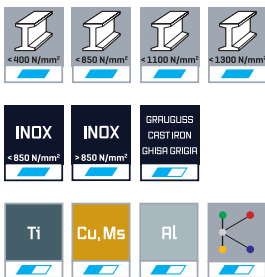 <400 N/mm²
<850 N/mm²
<1100 N/mm²
<1300 N/mm²
INOX
<850 N/mm²
INOX
>850 N/mm²
GRAUGUSS
CAST IRON
GHISA GRIGIA
Ti
Cu, Ms
Al